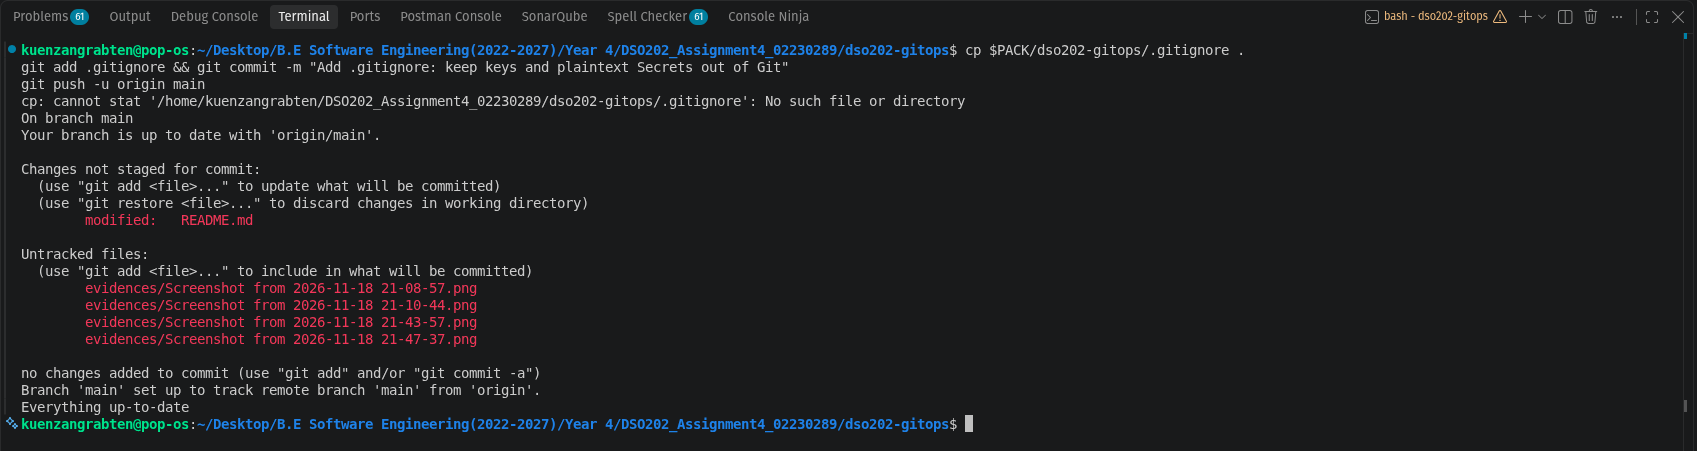 Problems 61 Output Debug Console Terminal Ports Postman Console SonarQube Spell Checker 61 Console Ninja bash - dso202-gitops
kuenzangrabten@pop-os:~/Desktop/B.E Software Engineering(2022-2027)/Year 4/DSO202_Assignment4_02230289/dso202-gitops$ cp $PACK/dso202-gitops/.gitignore .
git add .gitignore && git commit -m "Add .gitignore: keep keys and plaintext Secrets out of Git"
git push -u origin main
cp: cannot stat '/home/kuenzangrabten/DSO202_Assignment4_02230289/dso202-gitops/.gitignore': No such file or directory
On branch main
Your branch is up to date with 'origin/main'.
Changes not staged for commit:
(use "git add <file>..." to update what will be committed)
(use "git restore <file>..." to discard changes in working directory)
modified: README.md
Untracked files:
(use "git add <file>..." to include in what will be committed)
evidences/Screenshot from 2026-11-18 21-08-57.png
evidences/Screenshot from 2026-11-18 21-10-44.png
evidences/Screenshot from 2026-11-18 21-43-57.png
evidences/Screenshot from 2026-11-18 21-47-37.png
no changes added to commit (use "git add" and/or "git commit -a")
Branch 'main' set up to track remote branch 'main' from 'origin'.
Everything up-to-date
kuenzangrabten@pop-os:~/Desktop/B.E Software Engineering(2022-2027)/Year 4/DSO202_Assignment4_02230289/dso202-gitops$